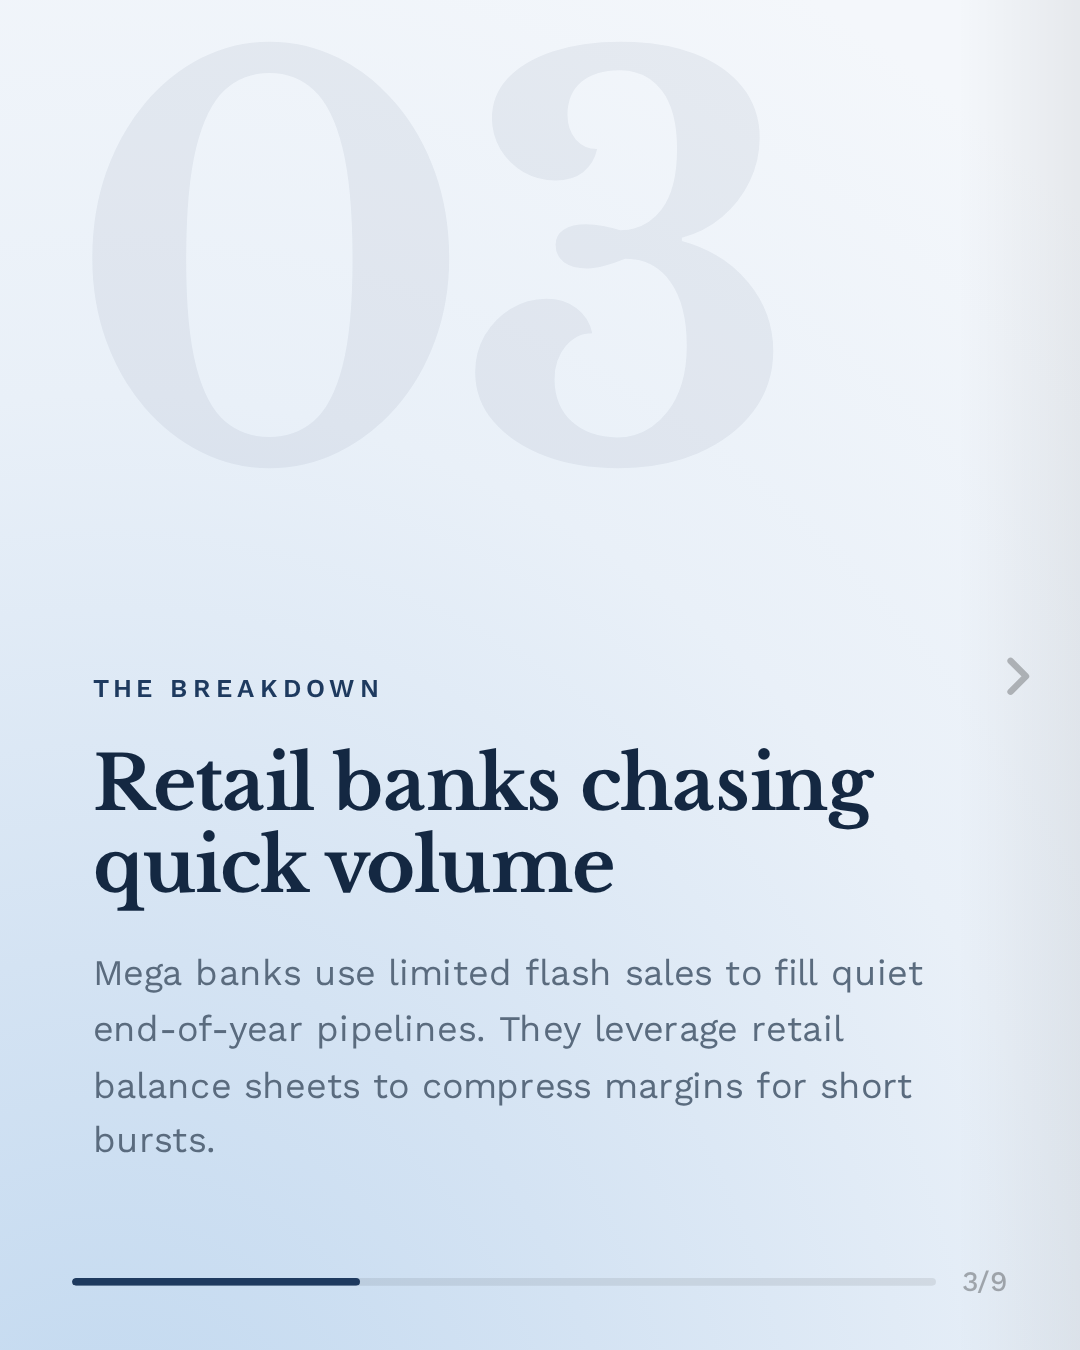 03
THE BREAKDOWN
Retail banks chasing
quick volume
Mega banks use limited flash sales to fill quiet
end-of-year pipelines. They leverage retail
balance sheets to compress margins for short
bursts.
3/9